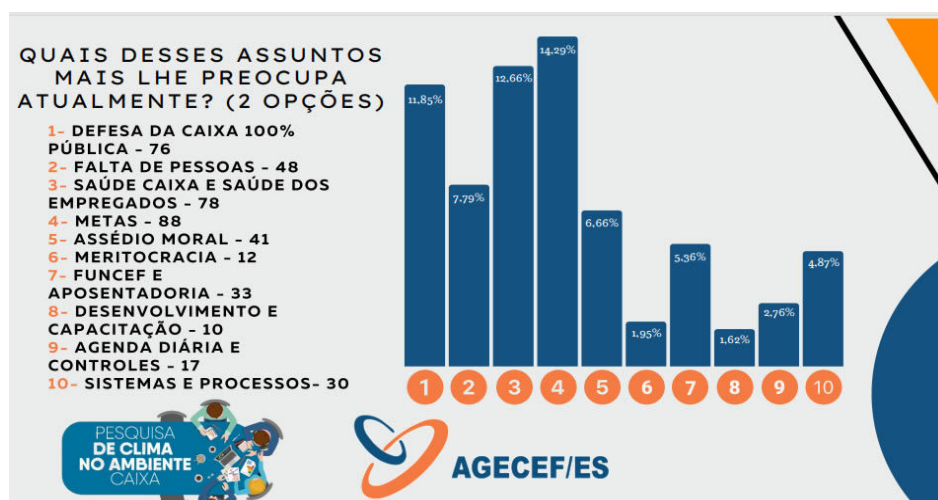 QUAIS DESSES ASSUNTOS
MAIS LHE PREOCUPA
ATUALMENTE? (2 OPÇÕES)
1- DEFESA DA CAIXA 100%
PÚBLICA - 76
2- FALTA DE PESSOAS - 48
3- SAÚDE CAIXA E SAÚDE DOS
EMPREGADOS - 78
4- METAS - 88
5- ASSÉDIO MORAL - 41
6- MERITOCRACIA - 12
7- FUNCEF E
APOSENTADORIA - 33
8- DESENVOLVIMENTO E
CAPACITAÇÃO - 10
9- AGENDA DIÁRIA E
CONTROLES - 17
10- SISTEMAS E PROCESSOS- 30
11,85%
7,79%
12,66%
14,29%
6,66%
1,95%
5,36%
1,62%
2,76%
4,87%
1 2 3 4 5 6 7 8 9 10
PESQUISA
DE CLIMA
NO AMBIENTE
CAIXA
AGECEF/ES